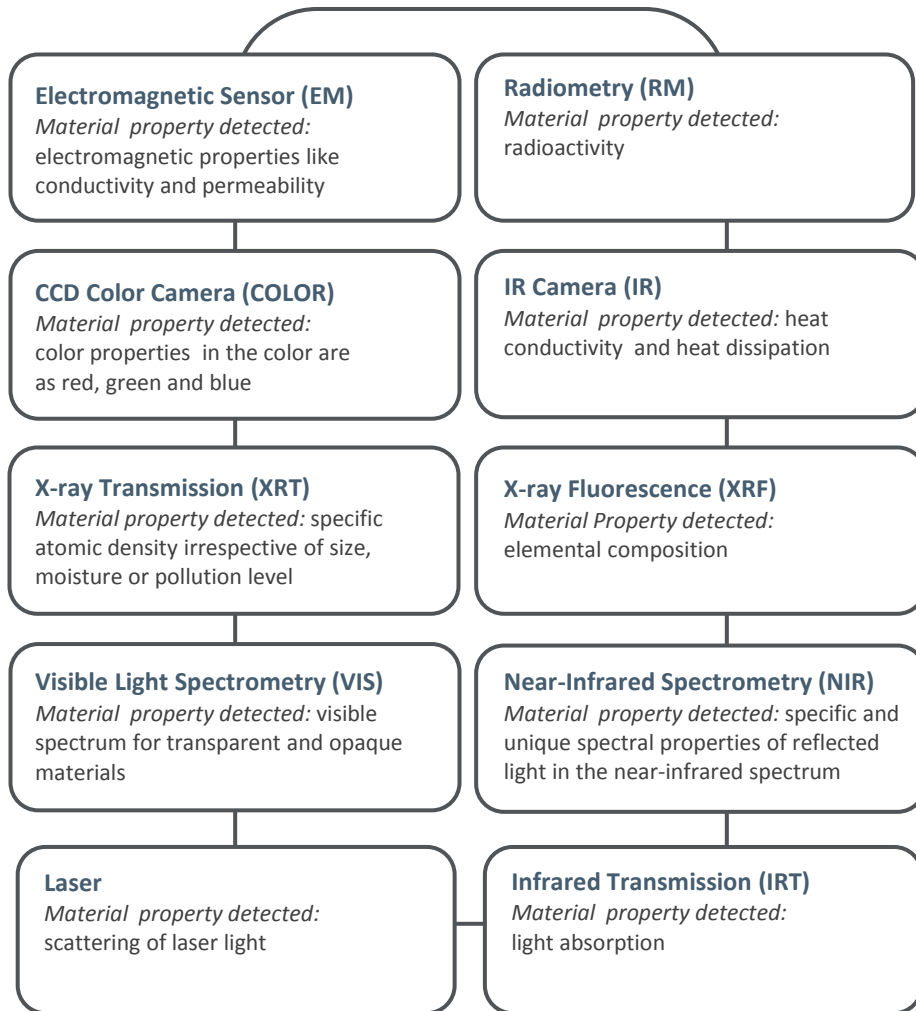 Electromagnetic Sensor (EM)
Material property detected:
electromagnetic properties like
conductivity and permeability
Radiometry (RM)
Material property detected:
radioactivity
CCD Color Camera (COLOR)
Material property detected:
color properties in the color are
as red, green and blue
IR Camera (IR)
Material property detected: heat
conductivity and heat dissipation
X-ray Transmission (XRT)
Material property detected: specific
atomic density irrespective of size,
moisture or pollution level
X-ray Fluorescence (XRF)
Material Property detected:
elemental composition
Visible Light Spectrometry (VIS)
Material property detected: visible
spectrum for transparent and opaque
materials
Near-Infrared Spectrometry (NIR)
Material property detected: specific and
unique spectral properties of reflected
light in the near-infrared spectrum
Laser
Material property detected:
scattering of laser light
Infrared Transmission (IRT)
Material property detected:
light absorption